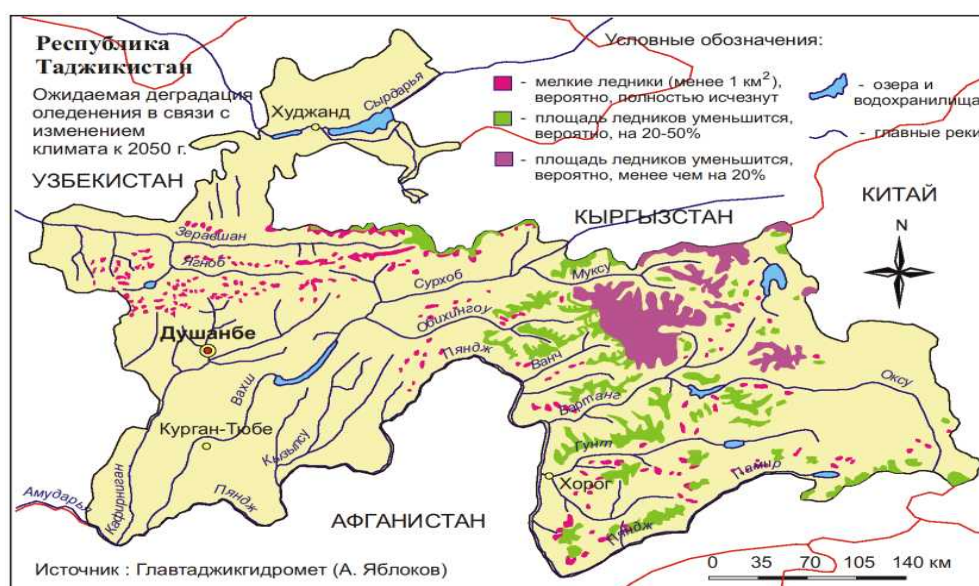 Республика
Таджикистан
Ожидаемая деградация
оледенения в связи с
изменением
климата к 2050 г.
Условные обозначения:
- мелкие ледники (менее 1 км²),
вероятно, полностью исчезнут
- площадь ледников уменьшится,
вероятно, на 20-50%
- площадь ледников уменьшится,
вероятно, менее чем на 20%
- озера и
водохранилища
- главные реки
Худжанд
Сырдарья
УЗБЕКИСТАН
КЫРГЫЗСТАН
КИТАЙ
N
Зеравшан
Ягноб
Сурхоб
Муксу
Обихингоу
Душанбе
Пяндж
Ванч
Вахш
Бартанг
Оксу
Курган-Тюбе
Кызылсу
Гунт
Хорог
Памир
Амударья
Кафирниган
Пяндж
АФГАНИСТАН
Пяндж
0 35 70 105 140 км
Источник : Главтаджикгидромет (А. Яблоков)